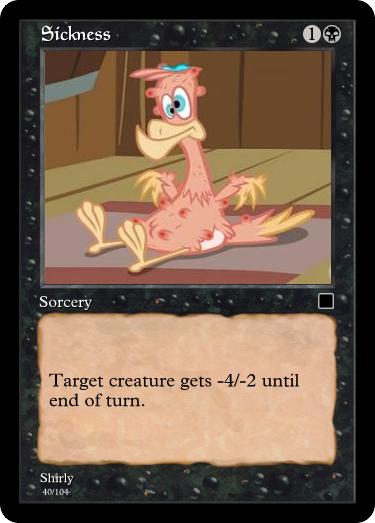 Sickness 1
Sorcery
Target creature gets -4/-2 until
end of turn.
Shirly
40/104